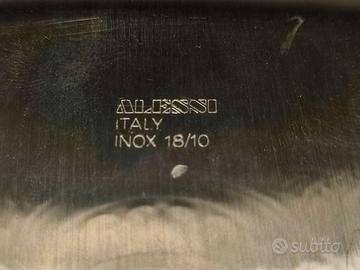 ALESSI
ITALY
INOX 18/10
subito